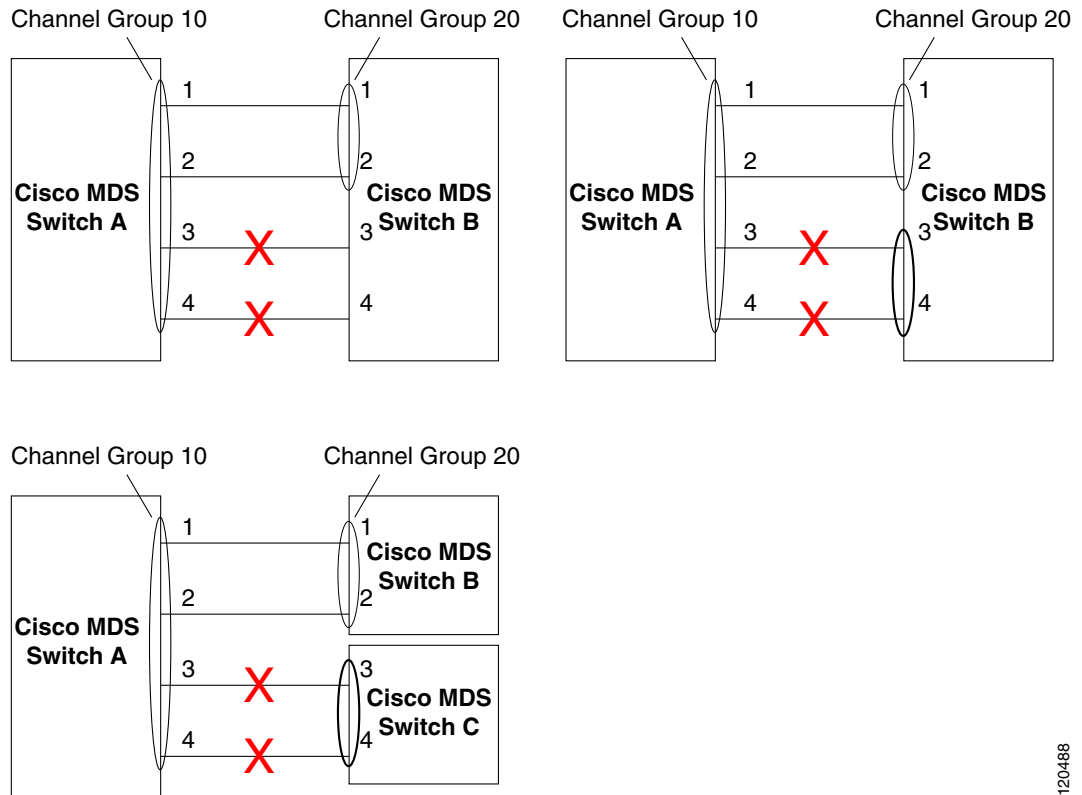 Channel Group 10
Channel Group 20
1
1
2
2
Cisco MDS
Switch A
Cisco MDS
Switch B
3
X
3
4
X
4
Channel Group 10
Channel Group 20
1
1
2
2
Cisco MDS
Switch A
Cisco MDS
Switch B
3
X
3
4
X
4
Channel Group 10
Channel Group 20
1
1
Cisco MDS
Switch B
2
2
Cisco MDS
Switch A
3
X
3
Cisco MDS
Switch C
4
X
4
120488